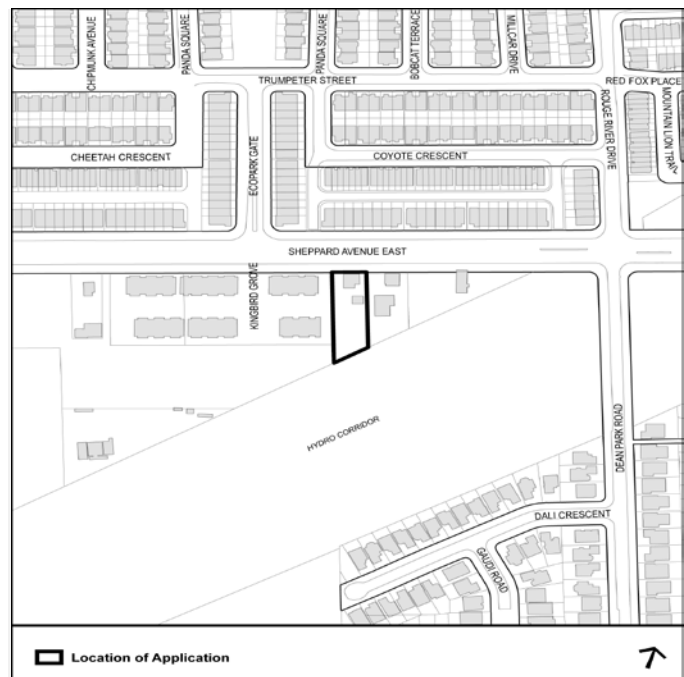 CHIPMUNK AVENUE
PANDA SQUARE
PANDA SQUARE
BOBCAT TERRACE
MILLCAR DRIVE
TRUMPETER STREET
RED FOX PLACE
ROUGE RIVER DRIVE
MOUNTAIN LION TRAIL
CHEETAH CRESCENT
ECOPARK GATE
COYOTE CRESCENT
SHEPPARD AVENUE EAST
KINGBIRD GROVE
HYDRO CORRIDOR
DEAN PARK ROAD
DALI CRESCENT
GAUDI ROAD
Location of Application